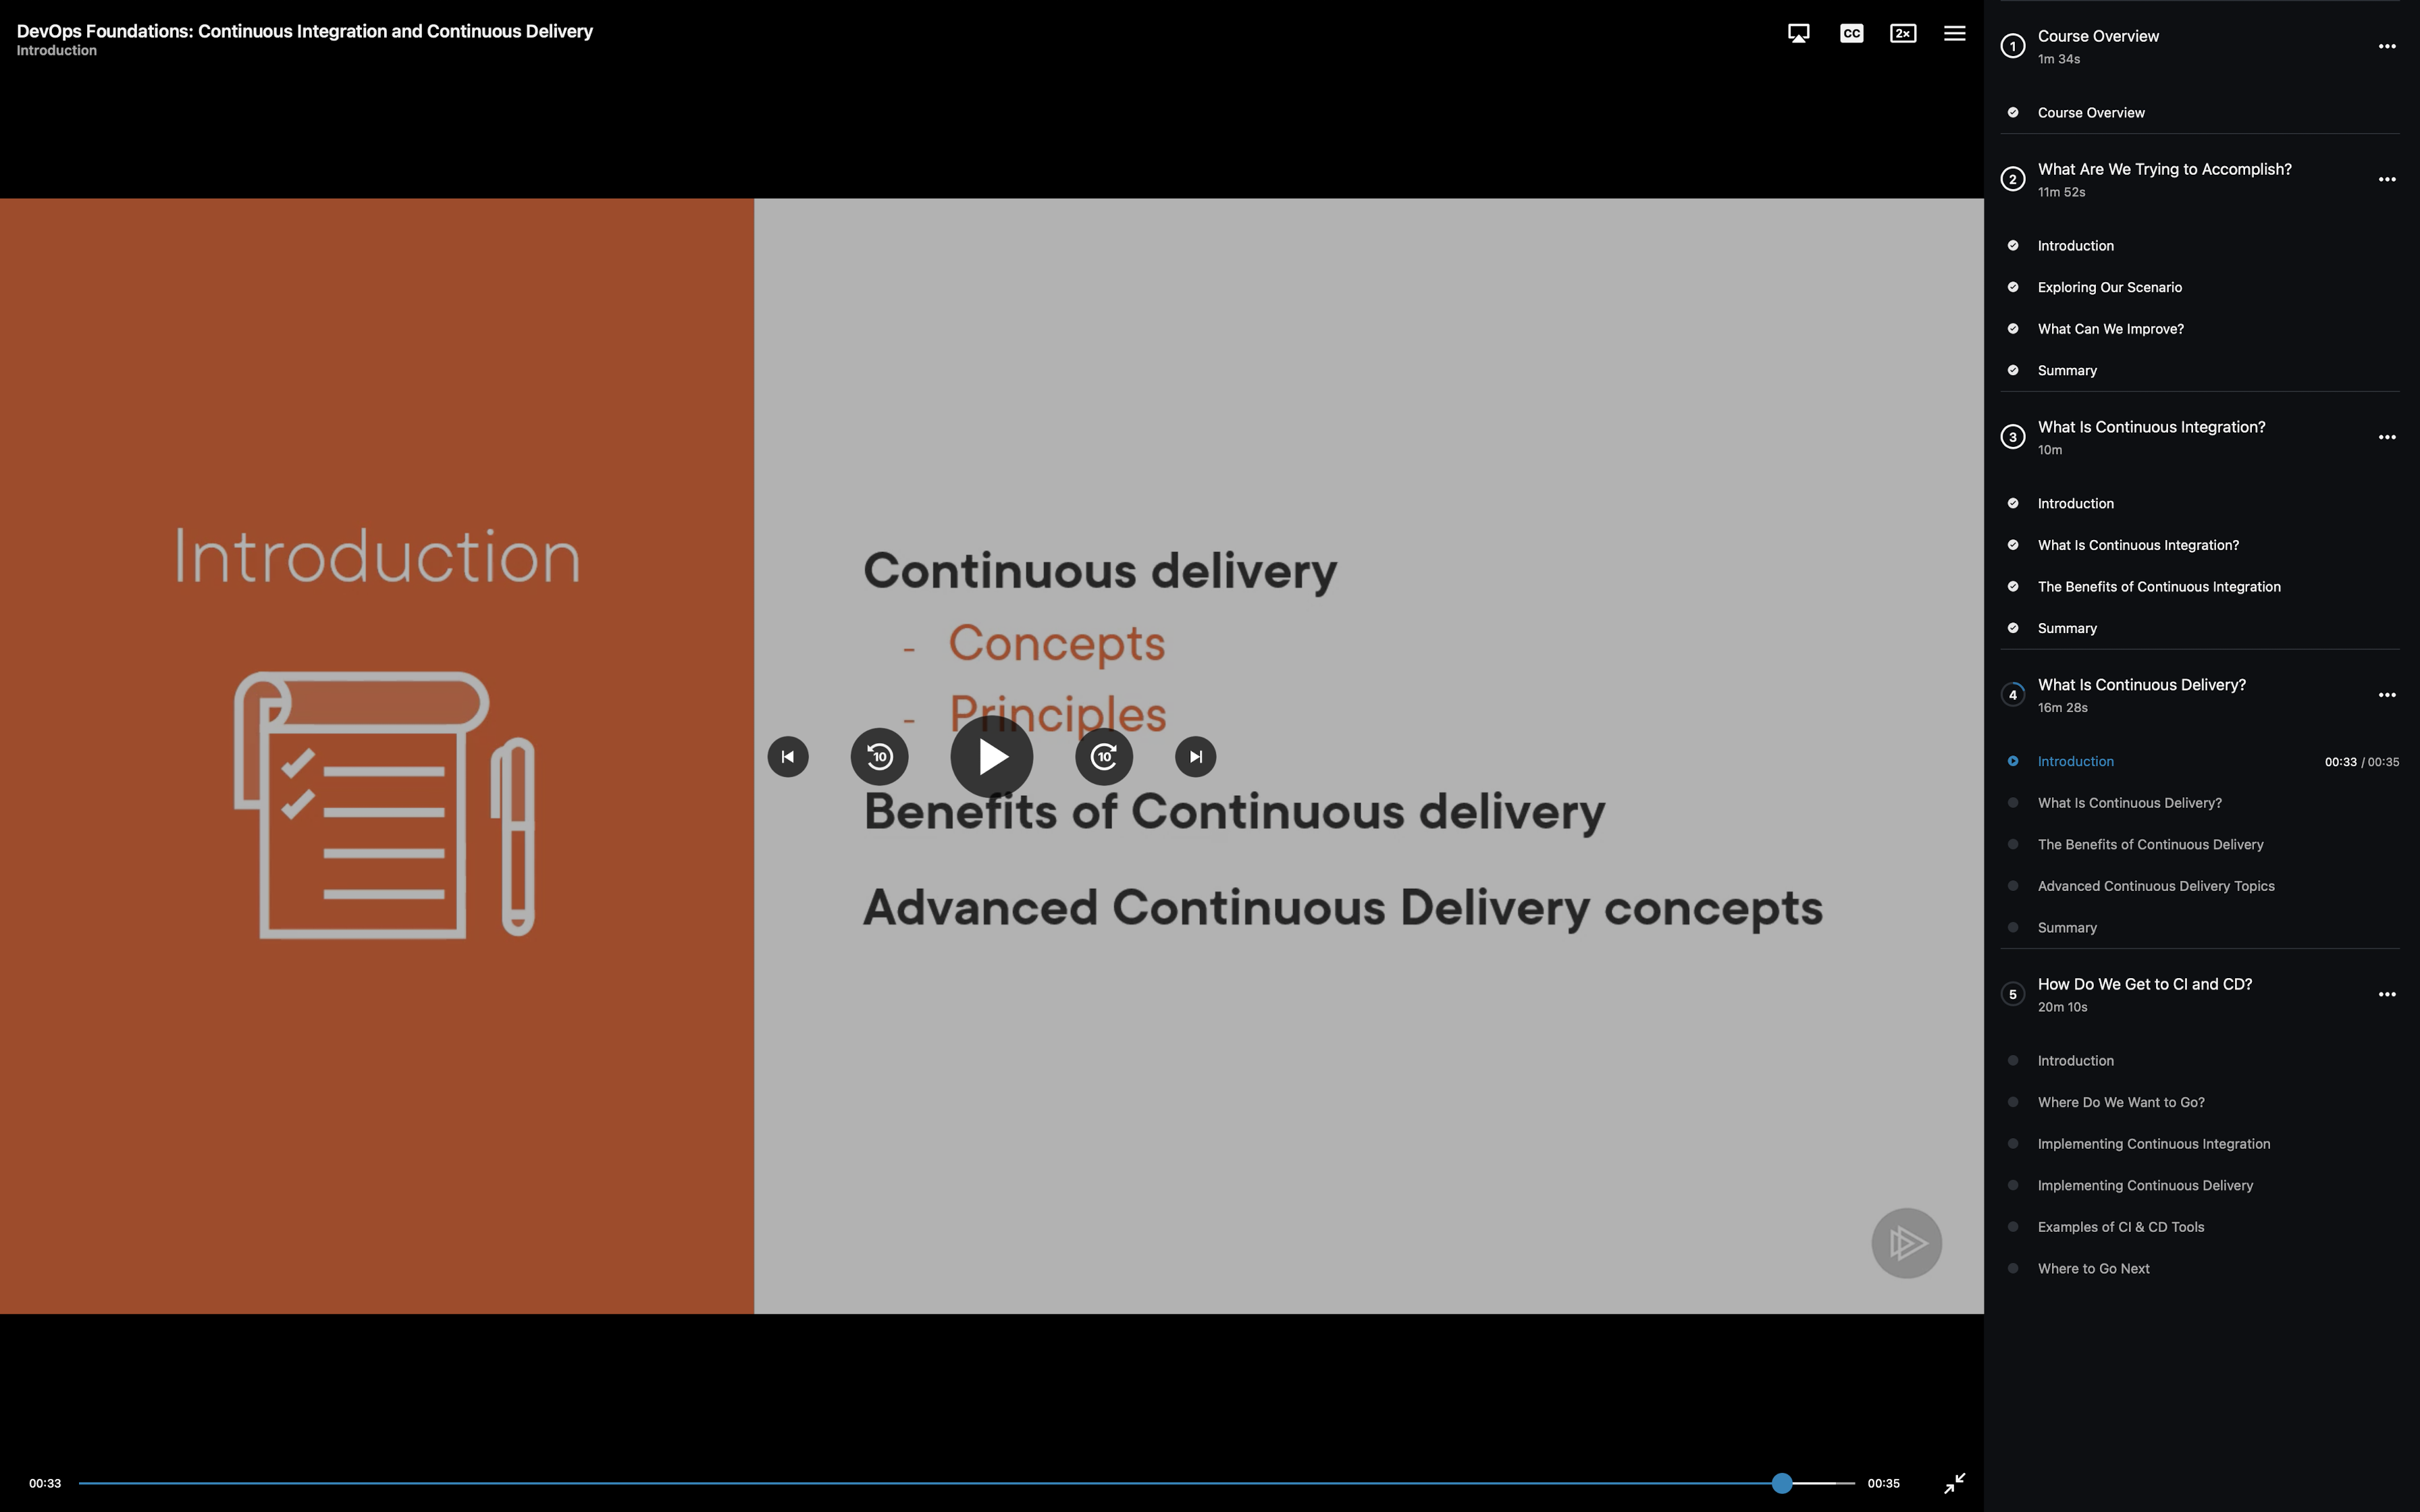 DevOps Foundations: Continuous Integration and Continuous Delivery
Introduction
CC
2×
Introduction
Continuous delivery
- Concepts
- Principles
Benefits of Continuous delivery
Advanced Continuous Delivery concepts
10
10
00:33
00:35
1
Course Overview
1m 34s
Course Overview
2
What Are We Trying to Accomplish?
11m 52s
Introduction
Exploring Our Scenario
What Can We Improve?
Summary
3
What Is Continuous Integration?
10m
Introduction
What Is Continuous Integration?
The Benefits of Continuous Integration
Summary
4
What Is Continuous Delivery?
16m 28s
Introduction 00:33 / 00:35
What Is Continuous Delivery?
The Benefits of Continuous Delivery
Advanced Continuous Delivery Topics
Summary
5
How Do We Get to CI and CD?
20m 10s
Introduction
Where Do We Want to Go?
Implementing Continuous Integration
Implementing Continuous Delivery
Examples of CI & CD Tools
Where to Go Next